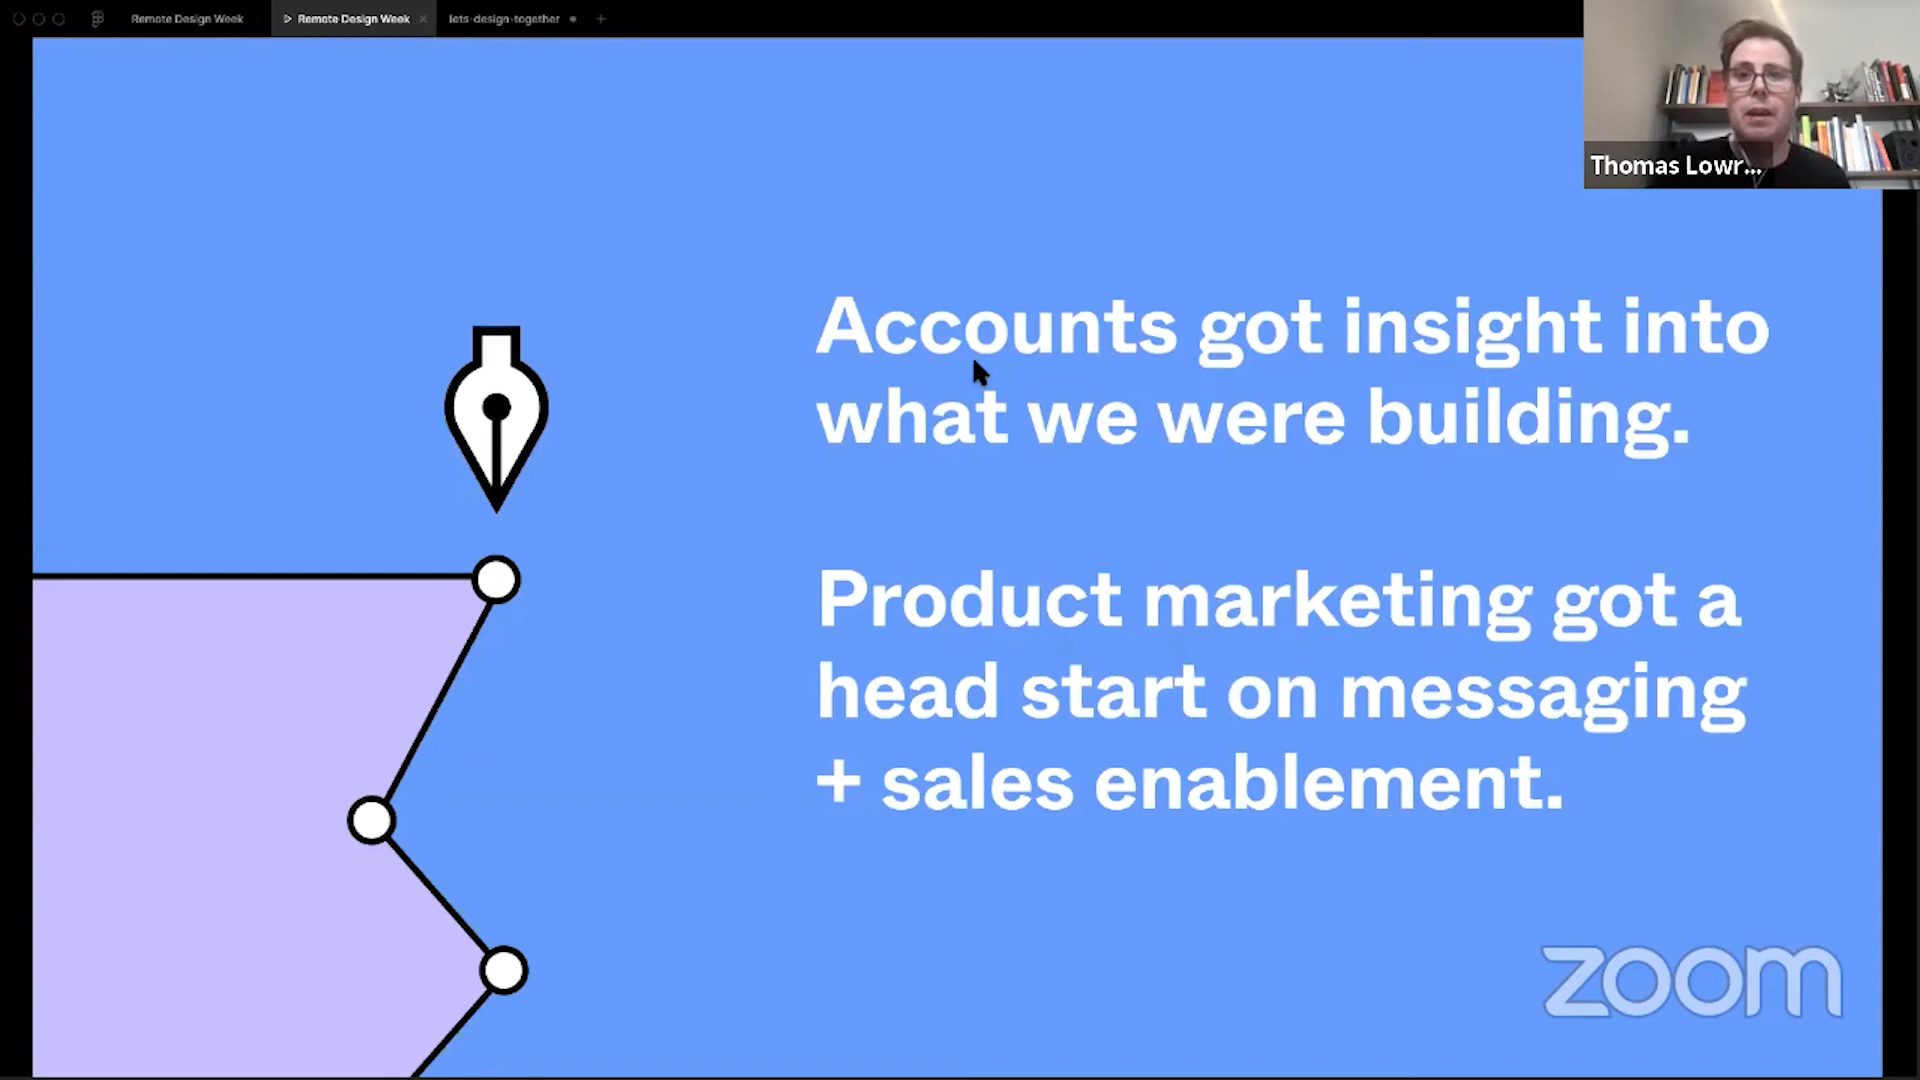 Remote Design Week
Remote Design Week
lets-design-together
Thomas Lowr...
Accounts got insight into
what we were building.
Product marketing got a
head start on messaging
+ sales enablement.
zoom